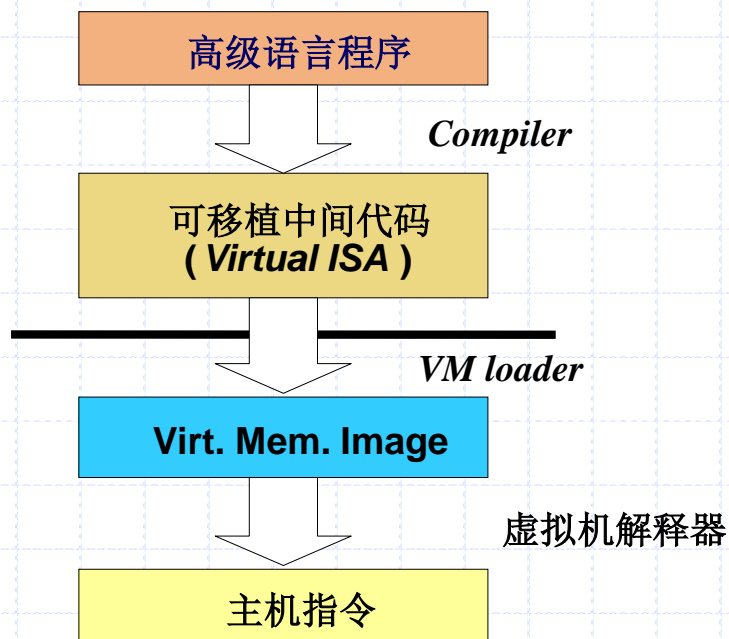 高级语言程序
Compiler
可移植中间代码
( Virtual ISA )
VM loader
Virt. Mem. Image
虚拟机解释器
主机指令